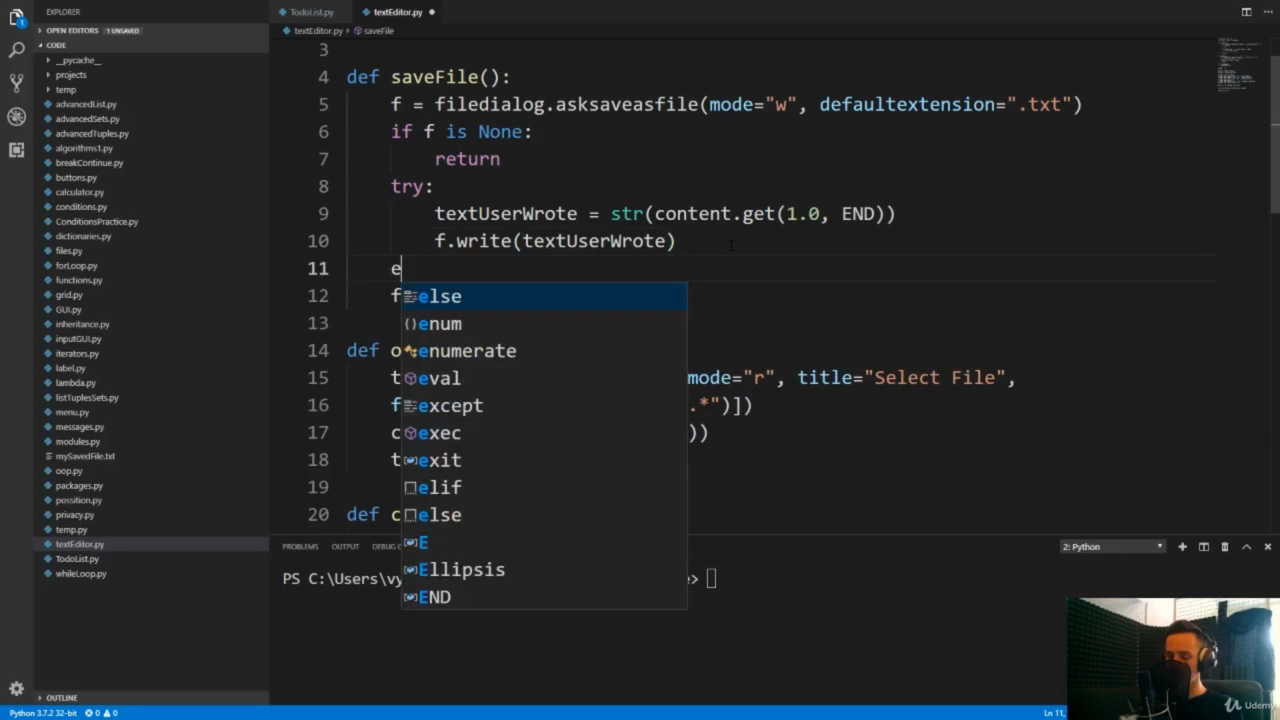 EXPLORER
OPEN EDITORS 1 UNSAVED
CODE
__pycache__
projects
temp
advancedList.py
advancedSets.py
advancedTuples.py
algorithms1.py
breakContinue.py
buttons.py
calculator.py
conditions.py
ConditionsPractice.py
dictionaries.py
files.py
forLoop.py
functions.py
grid.py
GUI.py
inheritance.py
inputGUI.py
iterators.py
label.py
lambda.py
listTuplesSets.py
menu.py
messages.py
modules.py
mySavedFile.txt
oop.py
packages.py
possition.py
privacy.py
temp.py
textEditor.py
TodoList.py
whileLoop.py
OUTLINE
TodoList.py textEditor.py
textEditor.py > saveFile
3
4 def saveFile():
5 f = filedialog.asksaveasfile(mode="w", defaultextension=".txt")
6 if f is None:
7 return
8 try:
9 textUserWrote = str(content.get(1.0, END))
10 f.write(textUserWrote)
11 e
12 f
13
14 def o
15 t mode="r", title="Select File",
16 f .*")])
17 c ))
18 t
19
20 def c
else
enum
enumerate
eval
except
exec
exit
elif
else
E
Ellipsis
END
PROBLEMS OUTPUT DEBUG C 2: Python
PS C:\Users\vy e>
Python 3.7.2 32-bit 0 0 Ln 11,
Udemy